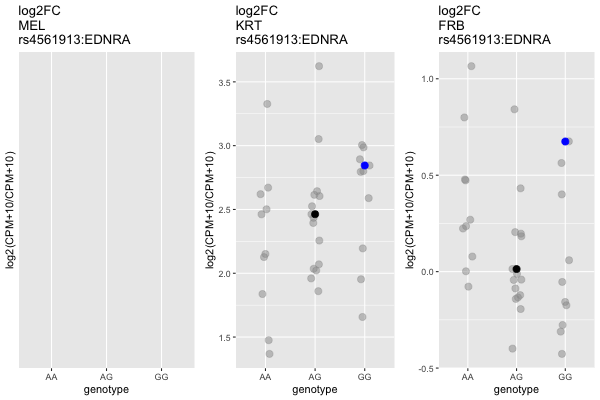 log2FC
MEL
rs4561913:EDNRA
log2(CPM+10/CPM+10)
AA AG GG
genotype
log2FC
KRT
rs4561913:EDNRA
log2(CPM+10/CPM+10)
3.5
3.0
2.5
2.0
1.5
AA AG GG
genotype
log2FC
FRB
rs4561913:EDNRA
log2(CPM+10/CPM+10)
1.0
0.5
0.0
-0.5
AA AG GG
genotype